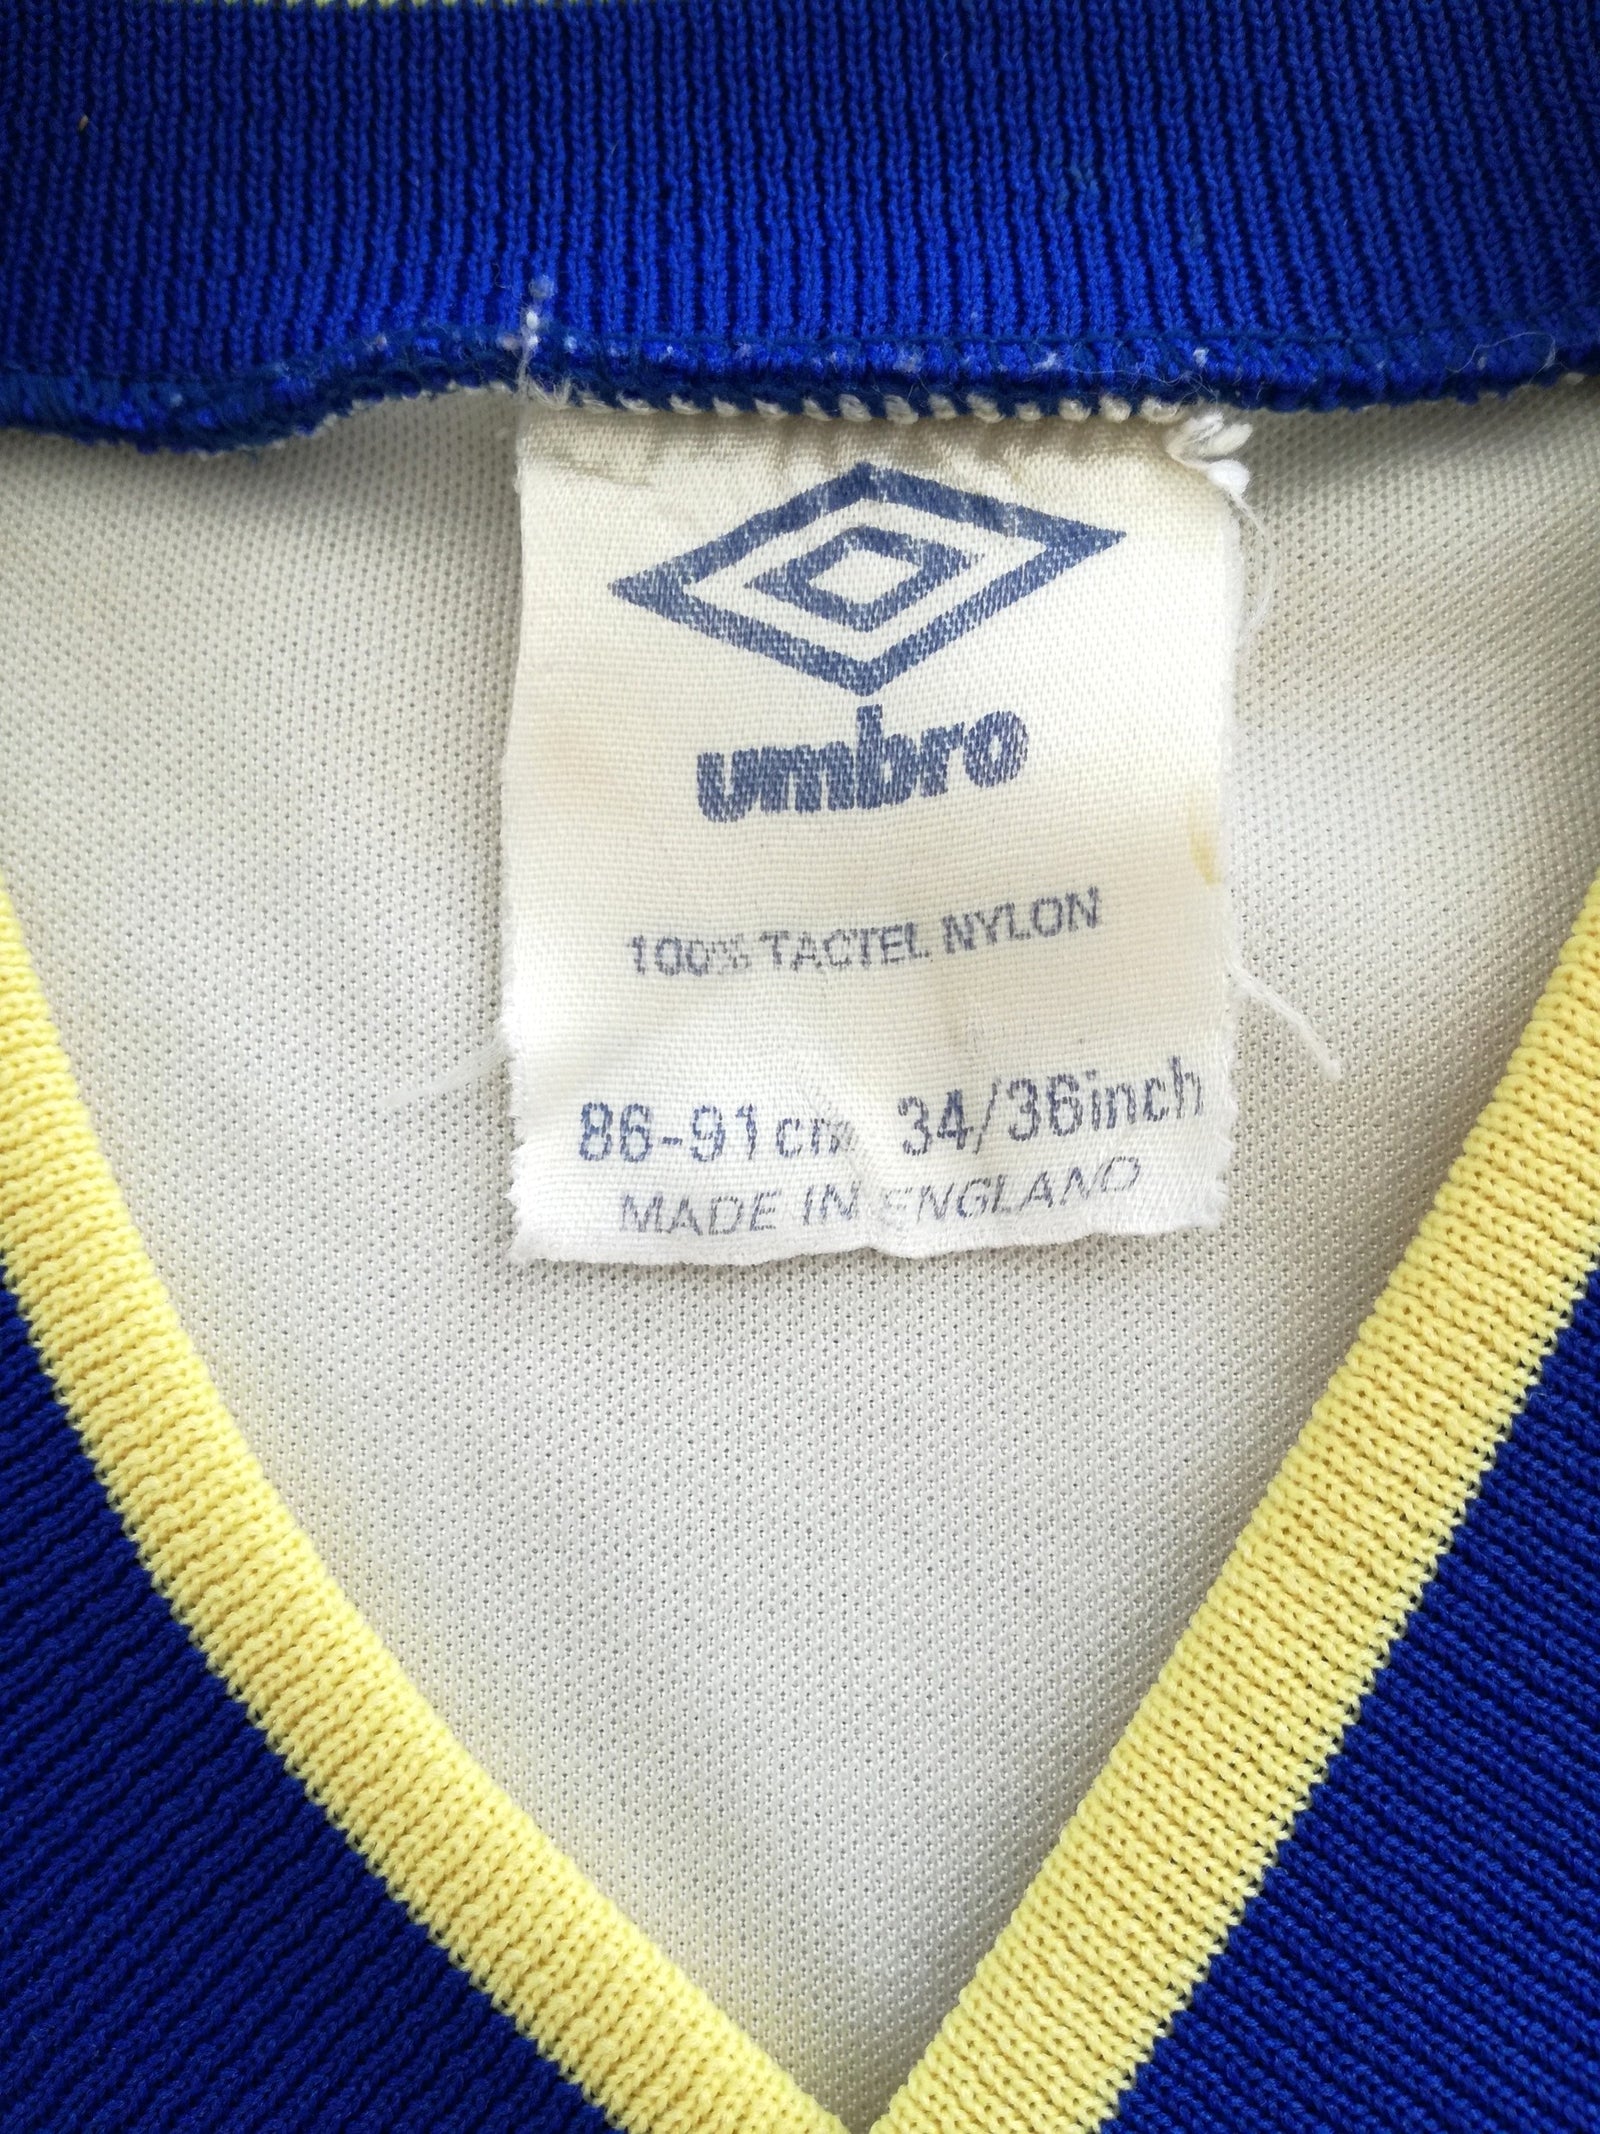 umbro
100% TACTEL NYLON
86-91cm 34/36inch
MADE IN ENGLAND